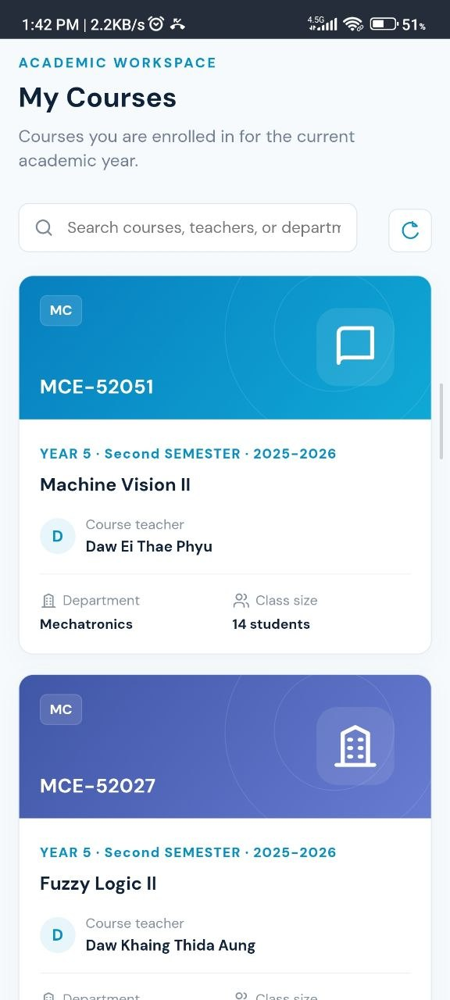 1:42 PM | 2.2KB/s 4.5G 51%
ACADEMIC WORKSPACE
My Courses
Courses you are enrolled in for the current
academic year.
Search courses, teachers, or departm
MC
MCE-52051
YEAR 5 · Second SEMESTER · 2025-2026
Machine Vision II
D
Course teacher
Daw Ei Thae Phyu
Department
Class size
Mechatronics
14 students
MC
MCE-52027
YEAR 5 · Second SEMESTER · 2025-2026
Fuzzy Logic II
D
Course teacher
Daw Khaing Thida Aung
Department
Class size